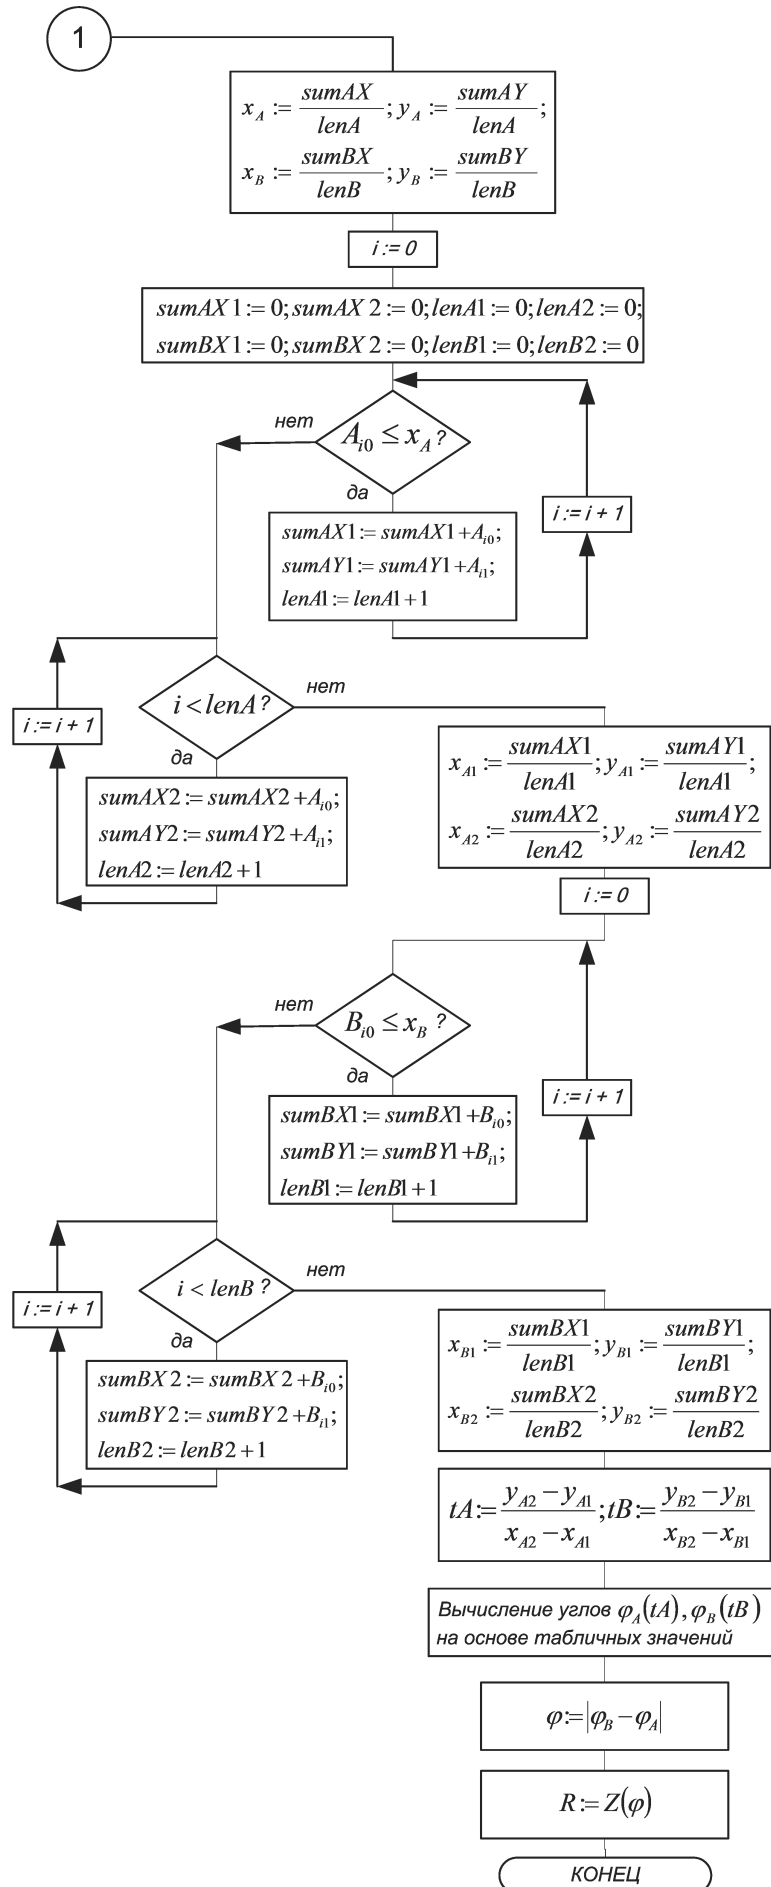 1
x_A := sumAX / lenA; y_A := sumAY / lenA;
x_B := sumBX / lenB; y_B := sumBY / lenB
i := 0
sumAX1:= 0; sumAX2:= 0; lenA1:= 0; lenA2:= 0;
sumBX1:= 0; sumBX2:= 0; lenB1:= 0; lenB2:= 0
нет
A_i0 ≤ x_A ?
да
i := i + 1
sumAX1:= sumAX1+A_i0;
sumAY1:= sumAY1+A_i1;
lenA1:= lenA1+1
i < lenA ?
нет
i := i + 1
да
sumAX2:= sumAX2+A_i0;
sumAY2:= sumAY2+A_i1;
lenA2:= lenA2+1
x_A1 := sumAX1 / lenA1; y_A1 := sumAY1 / lenA1;
x_A2 := sumAX2 / lenA2; y_A2 := sumAY2 / lenA2
i := 0
нет
B_i0 ≤ x_B ?
да
i := i + 1
sumBX1:= sumBX1+B_i0;
sumBY1:= sumBY1+B_i1;
lenB1:= lenB1+1
i < lenB ?
нет
i := i + 1
да
sumBX2:= sumBX2+B_i0;
sumBY2:= sumBY2+B_i1;
lenB2:= lenB2+1
x_B1 := sumBX1 / lenB1; y_B1 := sumBY1 / lenB1;
x_B2 := sumBX2 / lenB2; y_B2 := sumBY2 / lenB2
tA:= (y_A2 − y_A1) / (x_A2 − x_A1); tB:= (y_B2 − y_B1) / (x_B2 − x_B1)
Вычисление углов φ_A(tA), φ_B(tB)
на основе табличных значений
φ:= |φ_B − φ_A|
R:= Z(φ)
КОНЕЦ